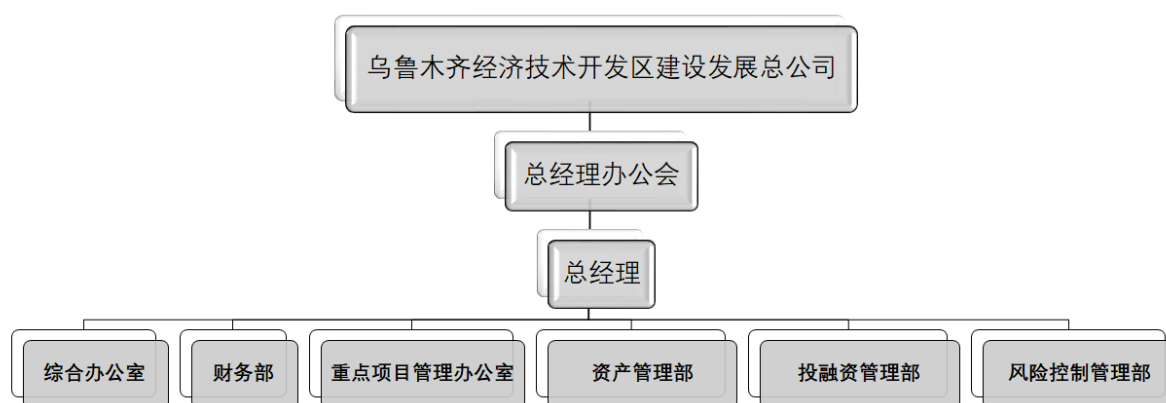 乌鲁木齐经济技术开发区建设发展总公司
总经理办公会
总经理
综合办公室
财务部
重点项目管理办公室
资产管理部
投融资管理部
风险控制管理部